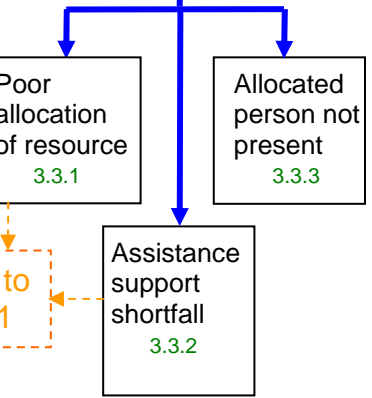 Poor
allocation
of resource
3.3.1
Allocated
person not
present
3.3.3
Assistance
support
shortfall
3.3.2
to
1